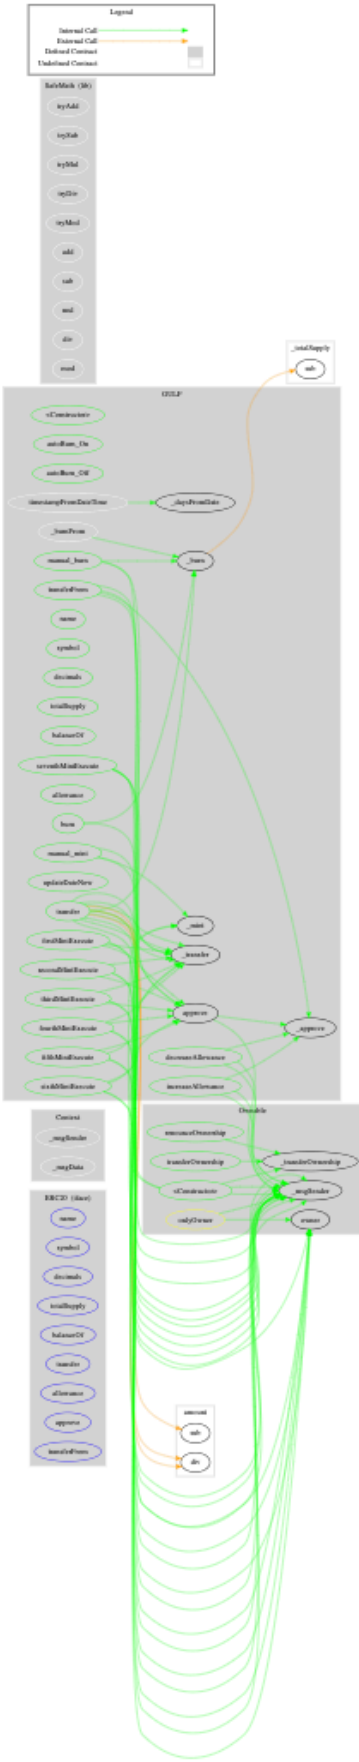 Legend
Internal Call
External Call
Defined Contract
Undefined Contract
SafeMath (lib)
tryAdd
trySub
tryMul
tryDiv
tryMod
add
sub
mul
div
mod
_totalSupply
sub
GULF
<Constructor>
autoBurn_On
autoBurn_Off
timestampFromDateTime
_daysFromDate
_burnFrom
manual_burn
_burn
transferFrom
name
symbol
decimals
totalSupply
balanceOf
seventhMintExecute
allowance
burn
manual_mint
updateDateNow
transfer
_mint
firstMintExecute
_transfer
secondMintExecute
thirdMintExecute
approve
fourthMintExecute
_approve
fifthMintExecute
decreaseAllowance
sixthMintExecute
increaseAllowance
Context
_msgSender
_msgData
Ownable
renounceOwnership
transferOwnership
_transferOwnership
<Constructor>
_msgSender
onlyOwner
owner
ERC20 (iface)
name
symbol
decimals
totalSupply
balanceOf
transfer
allowance
approve
transferFrom
amount
sub
div